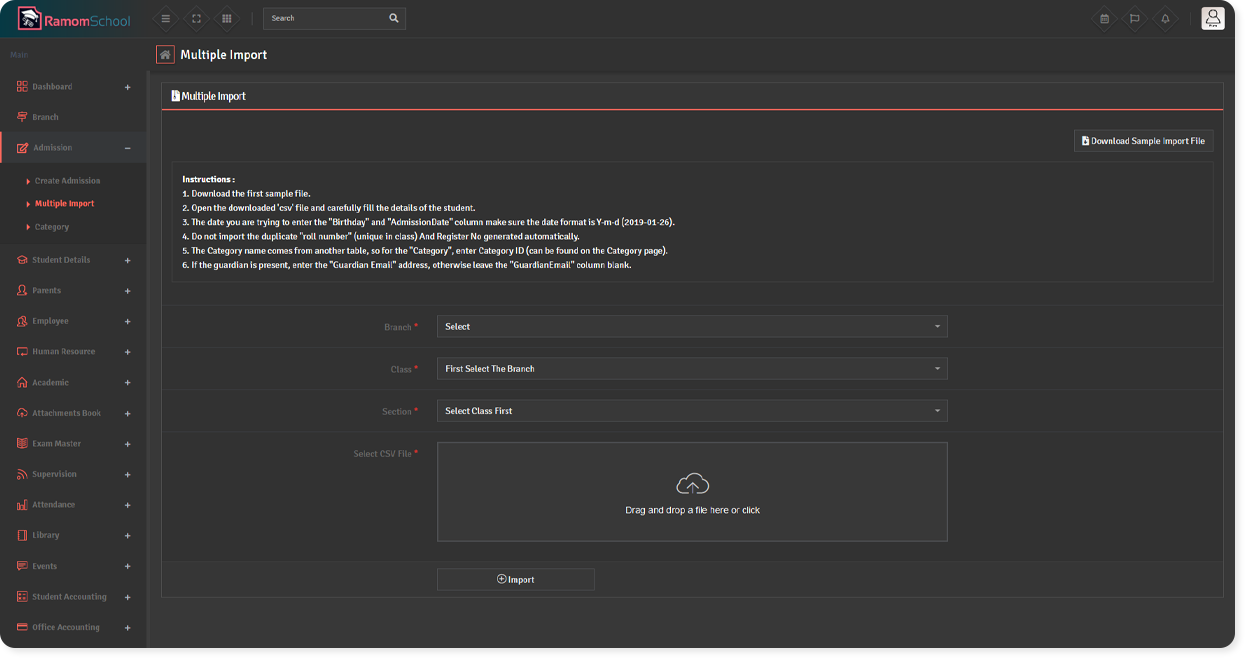 RamomSchool
Search
Main
Multiple Import
Dashboard
Branch
Admission
Create Admission
Multiple Import
Category
Student Details
Parents
Employee
Human Resource
Academic
Attachments Book
Exam Master
Supervision
Attendance
Library
Events
Student Accounting
Office Accounting
Multiple Import
Download Sample Import File
Instructions :
1. Download the first sample file.
2. Open the downloaded 'csv' file and carefully fill the details of the student.
3. The date you are trying to enter the "Birthday" and "AdmissionDate" column make sure the date format is Y-m-d (2019-01-26).
4. Do not import the duplicate "roll number" (unique in class) And Register No generated automatically.
5. The Category name comes from another table, so for the "Category", enter Category ID (can be found on the Category page).
6. If the guardian is present, enter the "Guardian Email" address, otherwise leave the "GuardianEmail" column blank.
Branch * Select
Class * First Select The Branch
Section * Select Class First
Select CSV File *
Drag and drop a file here or click
Import